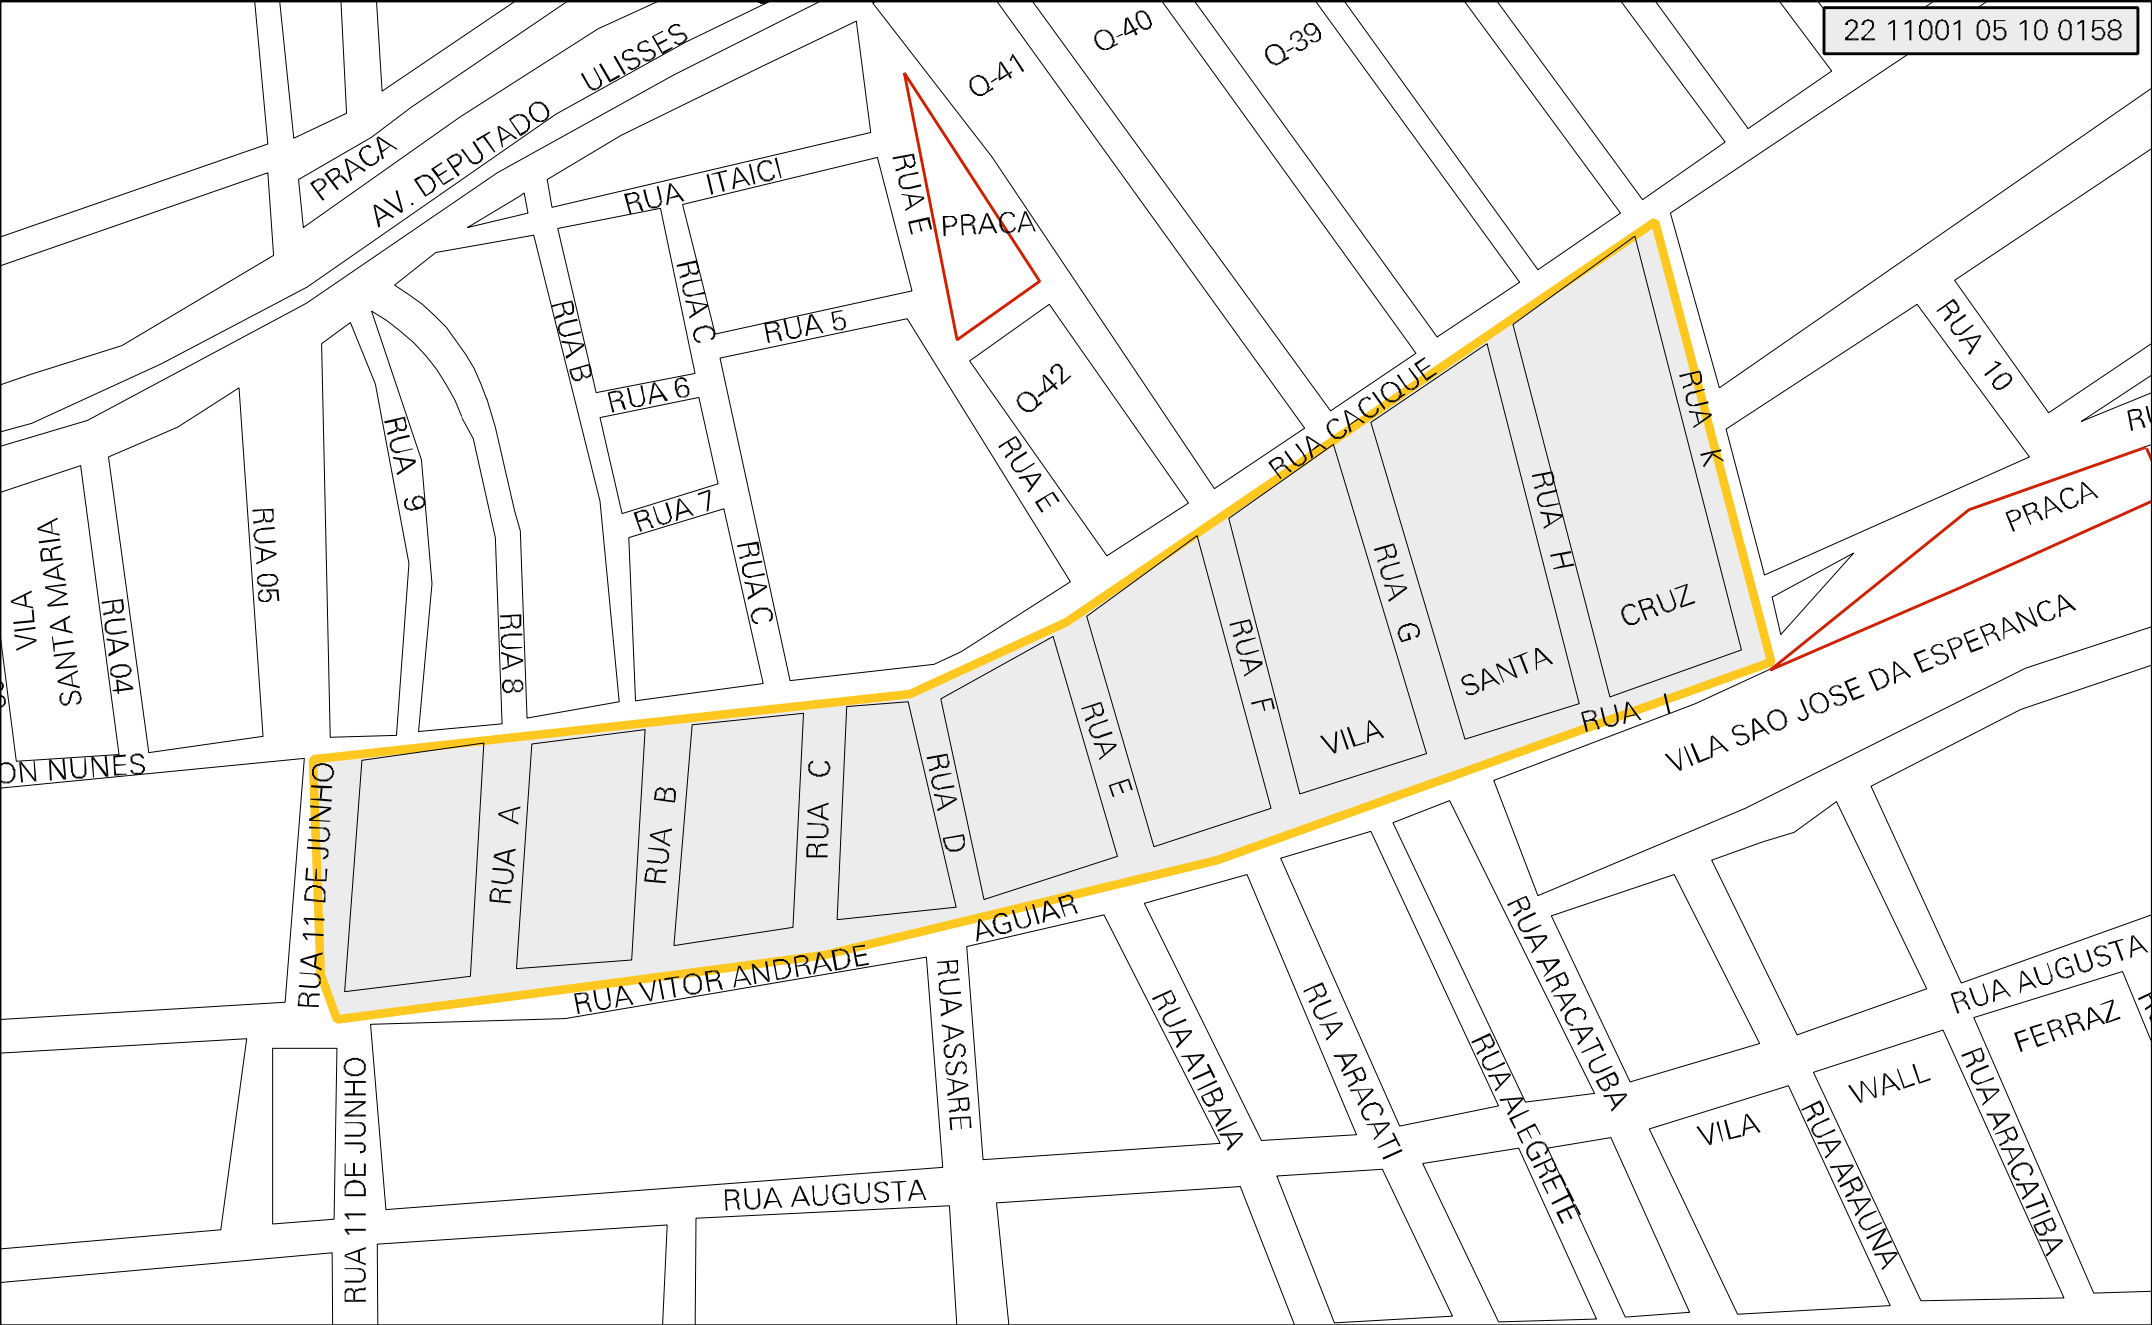 22 11001 05 10 0158
Q-40
Q-39
Q-41
ULISSES
AV. DEPUTADO
PRACA
RUA ITAICI
RUA E
PRACA
RUA C
RUA B
RUA 5
RUA 6
RUA 7
RUA C
RUA 9
RUA 8
Q-42
RUA E
RUA CACIQUE
RUA K
RUA 10
PRACA
RUA 05
RUA 04
VILA
SANTA MARIA
ON NUNES
RUA 11 DE JUNHO
RUA A
RUA B
RUA C
RUA D
RUA E
RUA F
RUA G
RUA H
VILA
SANTA
CRUZ
RUA I
VILA SAO JOSE DA ESPERANCA
RUA VITOR ANDRADE
AGUIAR
RUA 11 DE JUNHO
RUA ASSARE
RUA ATIBAIA
RUA ARACATI
RUA ALEGRETE
RUA ARACATUBA
RUA AUGUSTA
RUA AUGUSTA
VILA
WALL
FERRAZ
RUA ARAUNA
RUA ARACATIBA